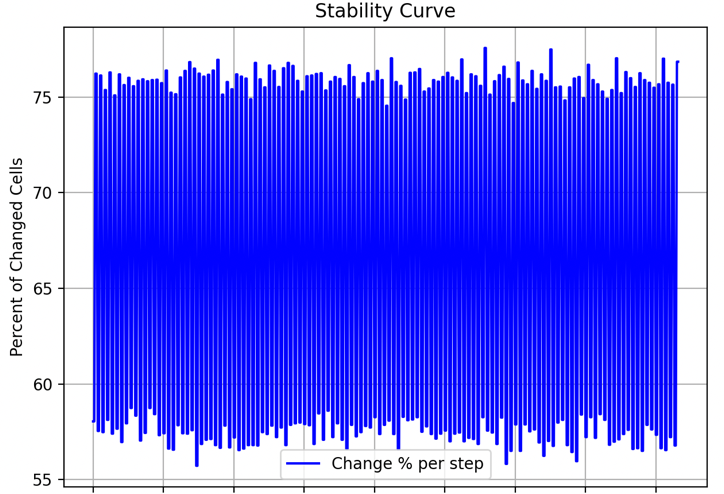 Stability Curve
Percent of Changed Cells
75
70
65
60
55
Change % per step